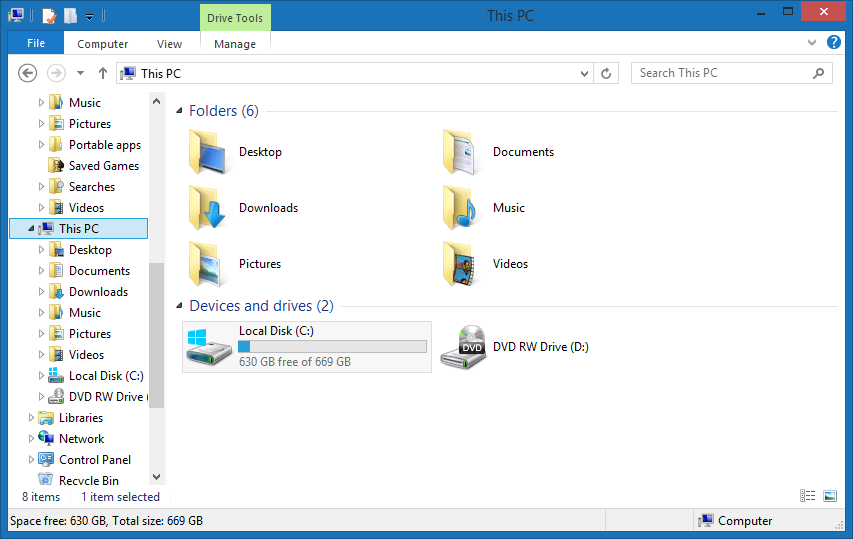 Drive Tools
This PC
File
Computer
View
Manage
This PC
Search This PC
Music
Pictures
Portable apps
Saved Games
Searches
Videos
This PC
Desktop
Documents
Downloads
Music
Pictures
Videos
Local Disk (C:)
DVD RW Drive (
Libraries
Network
Control Panel
Recycle Bin
Folders (6)
Desktop
Documents
Downloads
Music
Pictures
Videos
Devices and drives (2)
Local Disk (C:)
630 GB free of 669 GB
DVD
DVD RW Drive (D:)
8 items
1 item selected
Space free: 630 GB, Total size: 669 GB
Computer